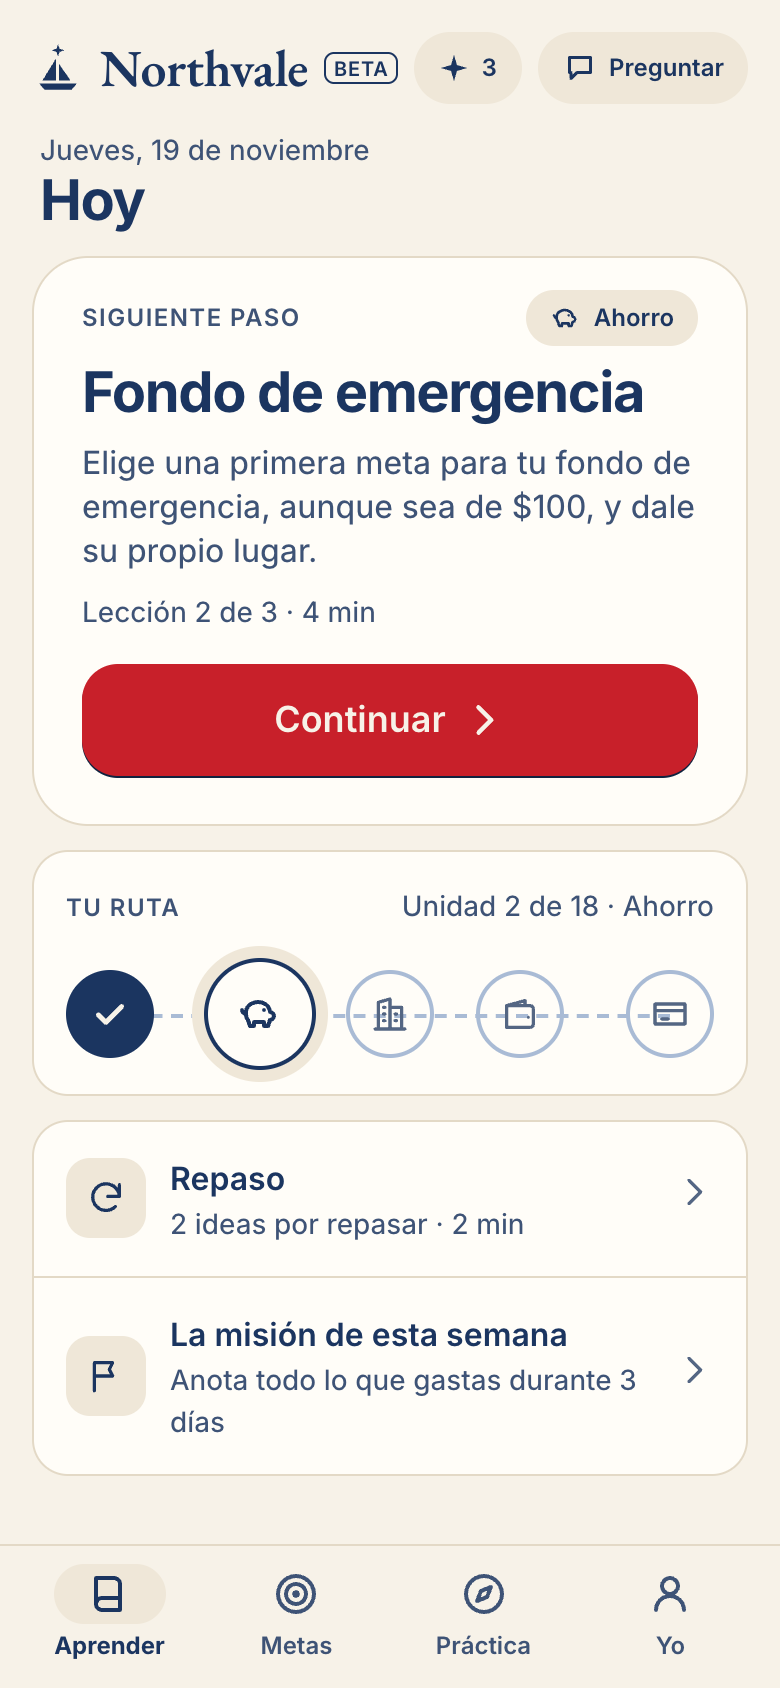 Northvale BETA 3 Preguntar
Jueves, 19 de noviembre
Hoy
SIGUIENTE PASO Ahorro
Fondo de emergencia
Elige una primera meta para tu fondo de
emergencia, aunque sea de $100, y dale
su propio lugar.
Lección 2 de 3 · 4 min
Continuar
TU RUTA Unidad 2 de 18 · Ahorro
Repaso
2 ideas por repasar · 2 min
La misión de esta semana
Anota todo lo que gastas durante 3
días
Aprender Metas Práctica Yo